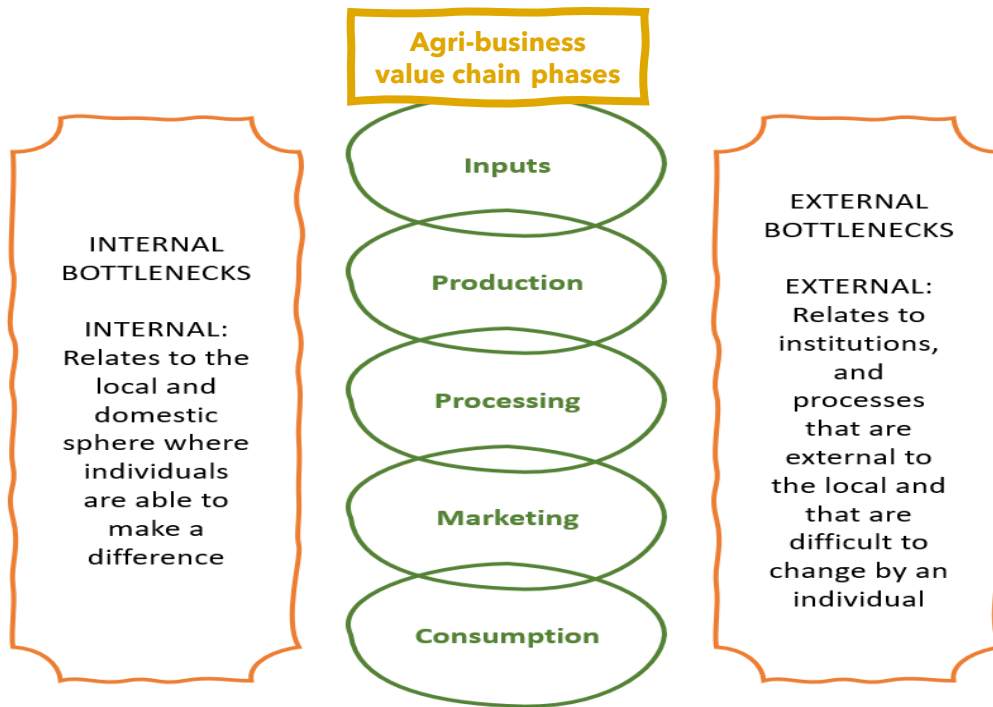 Agri-business
value chain phases
INTERNAL
BOTTLENECKS
INTERNAL:
Relates to the
local and
domestic
sphere where
individuals
are able to
make a
difference
Inputs
Production
Processing
Marketing
Consumption
EXTERNAL
BOTTLENECKS
EXTERNAL:
Relates to
institutions,
and
processes
that are
external to
the local and
that are
difficult to
change by an
individual